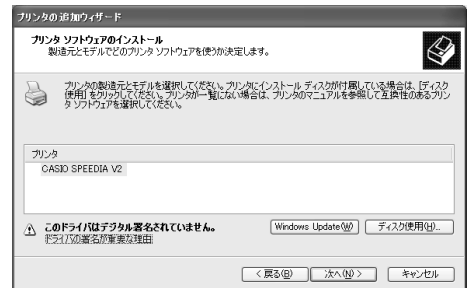 プリンタの追加ウィザード
プリンタ ソフトウェアのインストール
製造元とモデルでどのプリンタ ソフトウェアを使うか決定します。
プリンタの製造元とモデルを選択してください。プリンタにインストール ディスクが付属している場合は、[ディスク
使用] をクリックしてください。プリンタが一覧にない場合は、プリンタのマニュアルを参照して互換性のあるプリン
タ ソフトウェアを選択してください。
プリンタ
CASIO SPEEDIA V2
このドライバはデジタル署名されていません。
ドライバの署名が重要な理由
Windows Update(W)
ディスク使用(H)...
< 戻る(B)
次へ(N) >
キャンセル